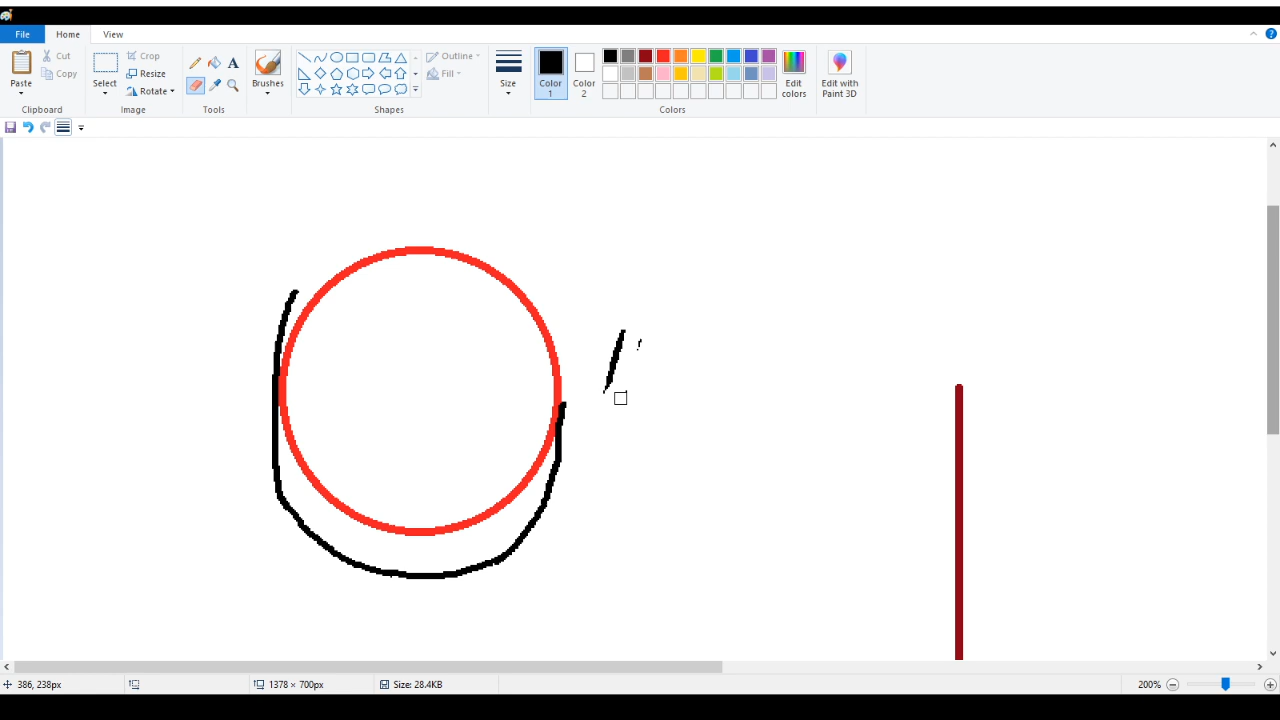 File Home View
Paste Cut Copy Select Crop Resize Rotate Brushes Outline Fill Size Color 1 Color 2 Edit colors Edit with Paint 3D
Clipboard Image Tools Shapes Colors
386, 238px 1378 × 700px Size: 28.4KB 200%